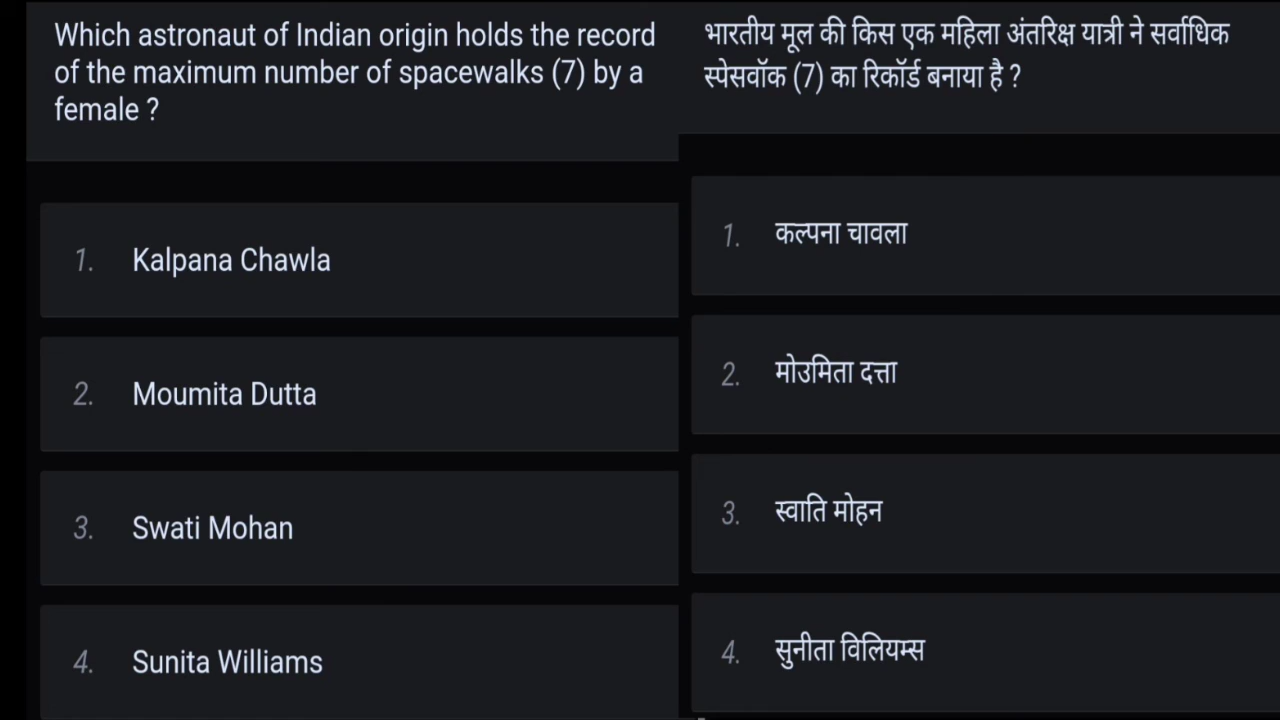 Which astronaut of Indian origin holds the record
of the maximum number of spacewalks (7) by a
female ?
1. Kalpana Chawla
2. Moumita Dutta
3. Swati Mohan
4. Sunita Williams
भारतीय मूल की किस एक महिला अंतरिक्ष यात्री ने सर्वाधिक
स्पेसवॉक (7) का रिकॉर्ड बनाया है ?
1. कल्पना चावला
2. मोउमिता दत्ता
3. स्वाति मोहन
4. सुनीता विलियम्स